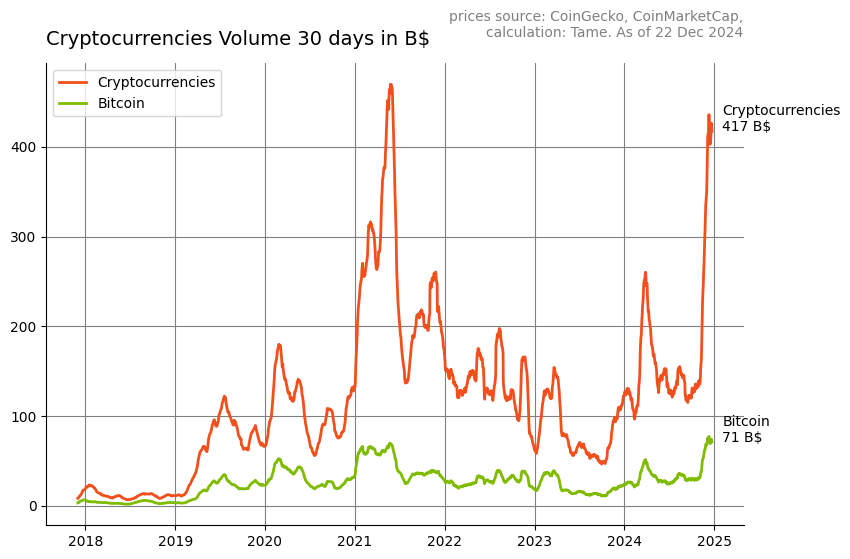 prices source: CoinGecko, CoinMarketCap,
calculation: Tame. As of 22 Dec 2024
Cryptocurrencies Volume 30 days in B$
Cryptocurrencies
Bitcoin
Cryptocurrencies
417 B$
400
300
200
100
0
Bitcoin
71 B$
2018 2019 2020 2021 2022 2023 2024 2025